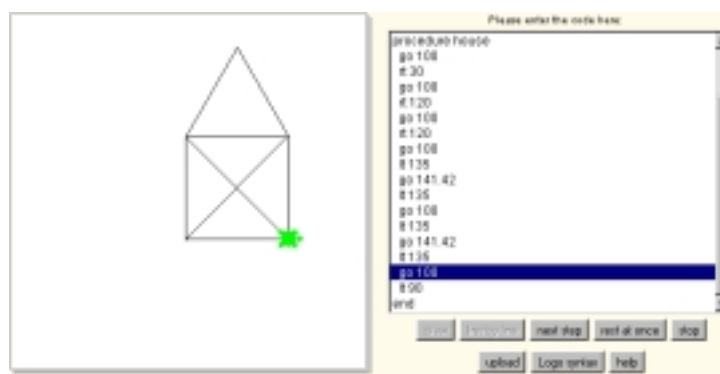 Please enter the code here:
procedure house
go 100
rt 30
go 100
rt 120
go 100
rt 120
go 100
lt 135
go 141.42
lt 135
go 100
lt 135
go 141.42
lt 135
go 100
lt 90
end
next step
rest at once
stop
upload
Logo syntax
help